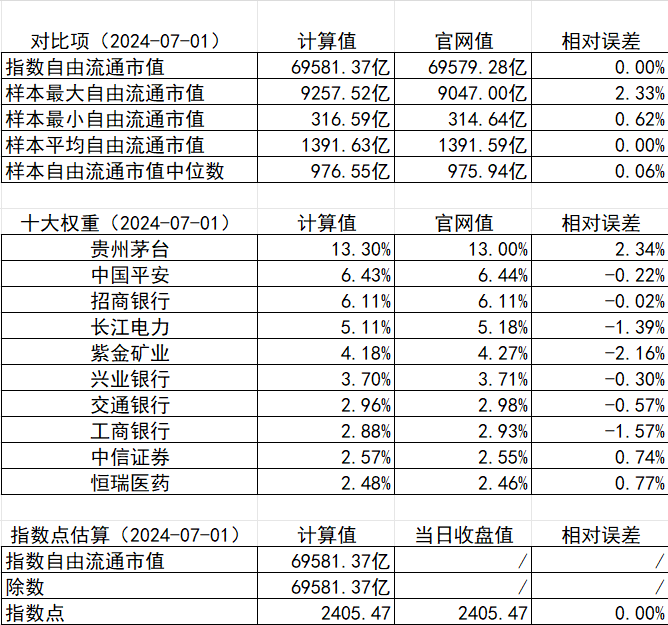 对比项（2024-07-01） 计算值 官网值 相对误差
指数自由流通市值 69581.37亿 69579.28亿 0.00%
样本最大自由流通市值 9257.52亿 9047.00亿 2.33%
样本最小自由流通市值 316.59亿 314.64亿 0.62%
样本平均自由流通市值 1391.63亿 1391.59亿 0.00%
样本自由流通市值中位数 976.55亿 975.94亿 0.06%
十大权重（2024-07-01） 计算值 官网值 相对误差
贵州茅台 13.30% 13.00% 2.34%
中国平安 6.43% 6.44% -0.22%
招商银行 6.11% 6.11% -0.02%
长江电力 5.11% 5.18% -1.39%
紫金矿业 4.18% 4.27% -2.16%
兴业银行 3.70% 3.71% -0.30%
交通银行 2.96% 2.98% -0.57%
工商银行 2.88% 2.93% -1.57%
中信证券 2.57% 2.55% 0.74%
恒瑞医药 2.48% 2.46% 0.77%
指数点估算（2024-07-01） 计算值 当日收盘值 相对误差
指数自由流通市值 69581.37亿 / /
除数 69581.37亿 / /
指数点 2405.47 2405.47 0.00%